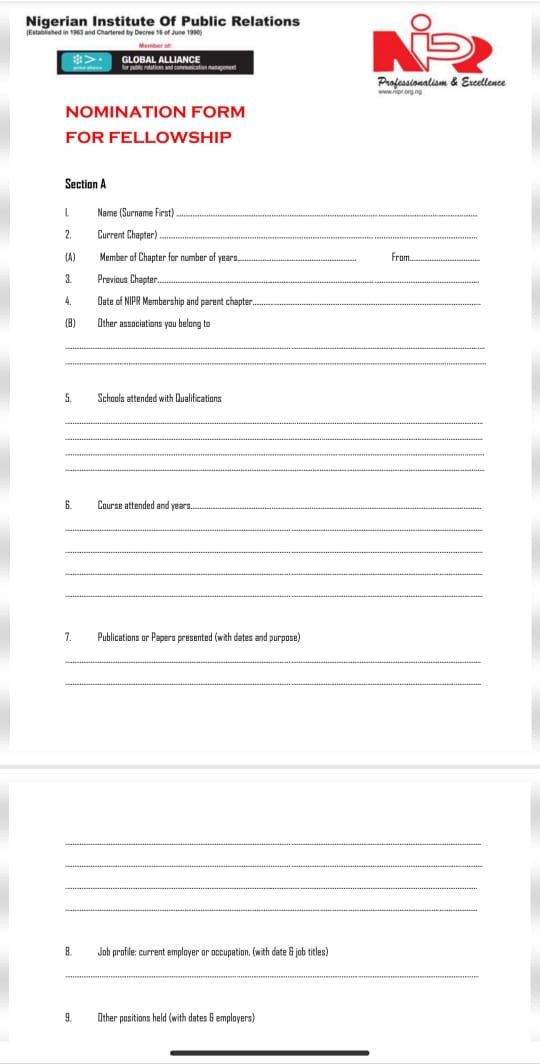 Nigerian Institute Of Public Relations
(Established in 1963 and Chartered by Decree 16 of June 1990)
Member of:
GLOBAL ALLIANCE
for public relations and communication management
NIPR
Professionalism & Excellence
www.nipr.org.ng
NOMINATION FORM
FOR FELLOWSHIP
Section A
1. Name (Surname First)
2. Current Chapter)
(A) Member of Chapter for number of years From
3. Previous Chapter
4. Date of NIPR Membership and parent chapter
(B) Other associations you belong to
5. Schools attended with Qualifications
6. Course attended and years
7. Publications or Papers presented (with dates and purpose)
8. Job profile: current employer or occupation, (with date & job titles)
9. Other positions held (with dates & employers)